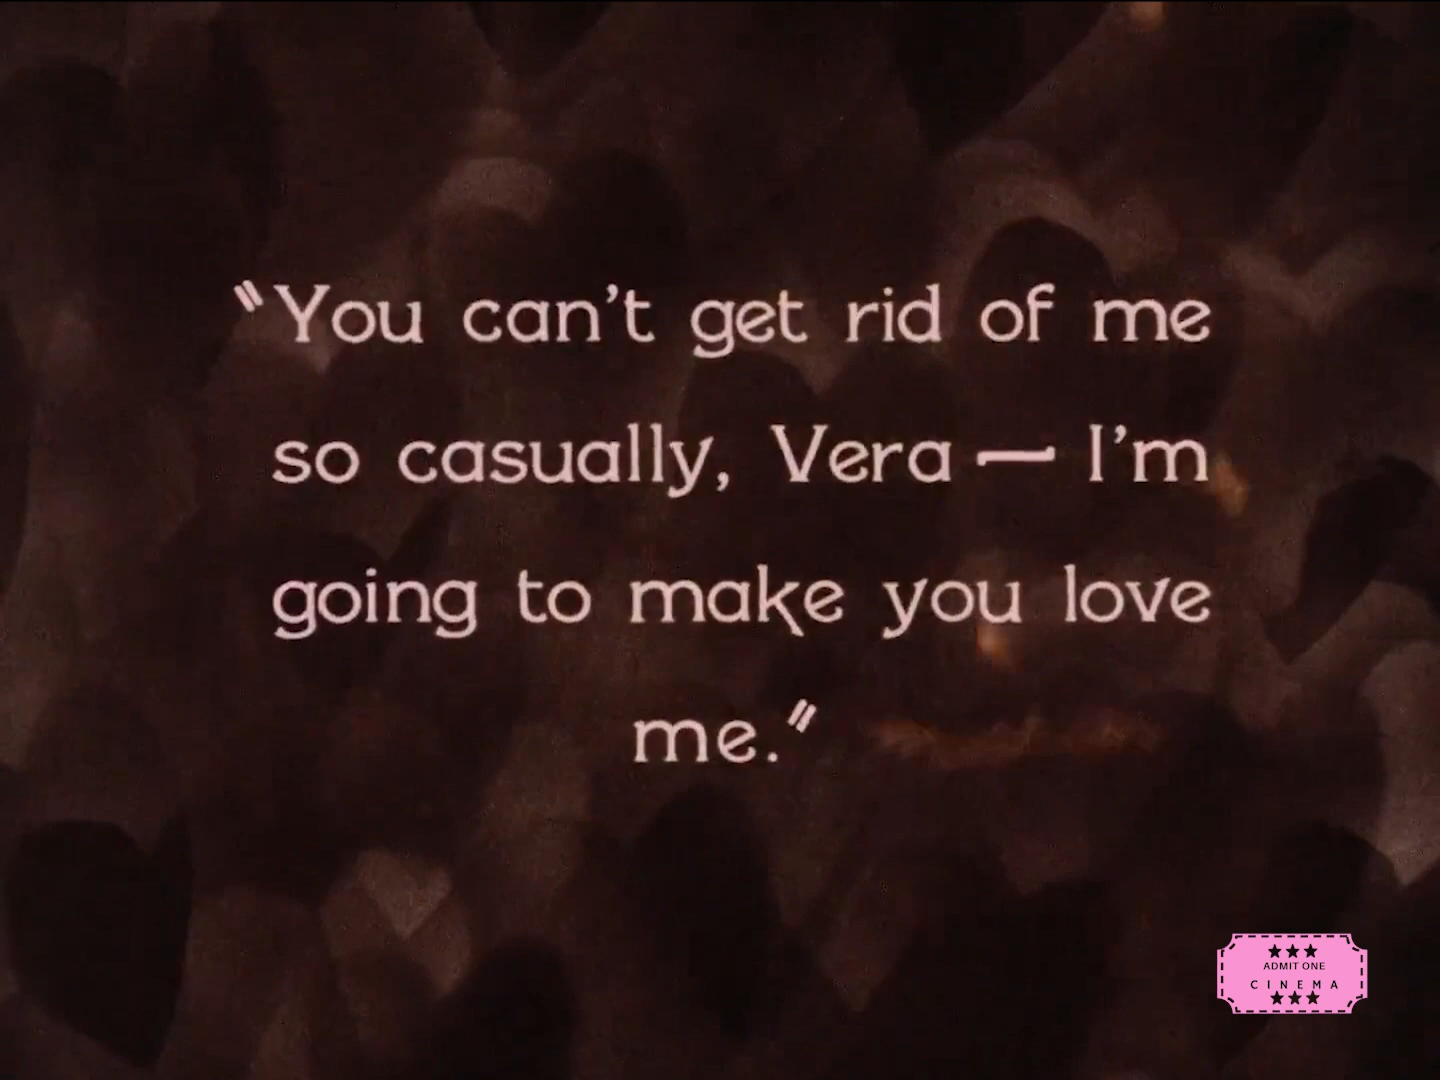 "You can't get rid of me
so casually, Vera — I'm
going to make you love
me."
ADMIT ONE
CINEMA